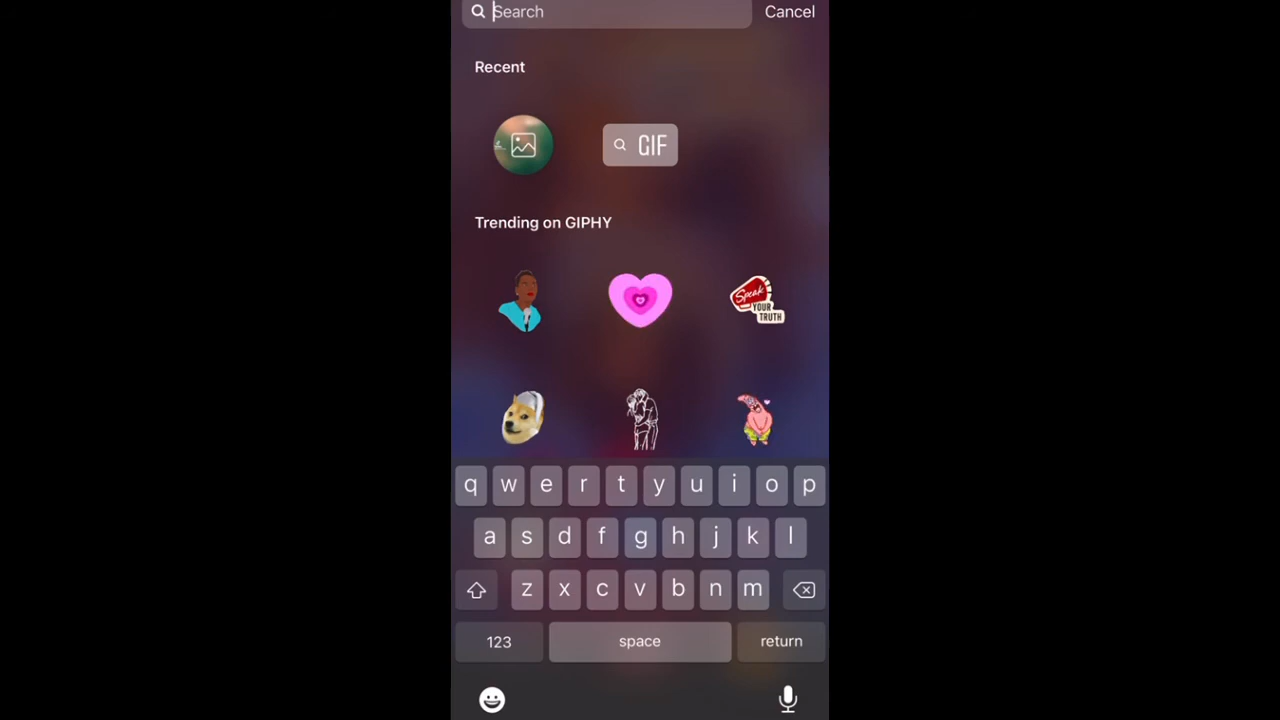 Search Cancel
Recent
GIF
Trending on GIPHY
Speak
YOUR
TRUTH
q w e r t y u i o p
a s d f g h j k l
z x c v b n m
123 space return